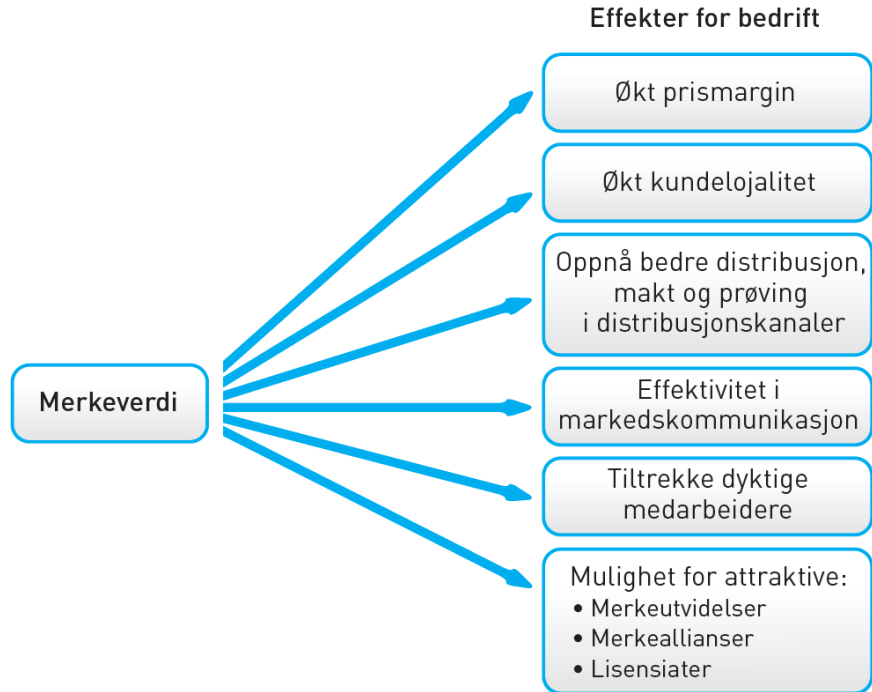 Effekter for bedrift
Økt prismargin
Økt kundelojalitet
Oppnå bedre distribusjon,
makt og prøving
i distribusjonskanaler
Merkeverdi
Effektivitet i
markedskommunikasjon
Tiltrekke dyktige
medarbeidere
Mulighet for attraktive:
• Merkeutvidelser
• Merkeallianser
• Lisensiater